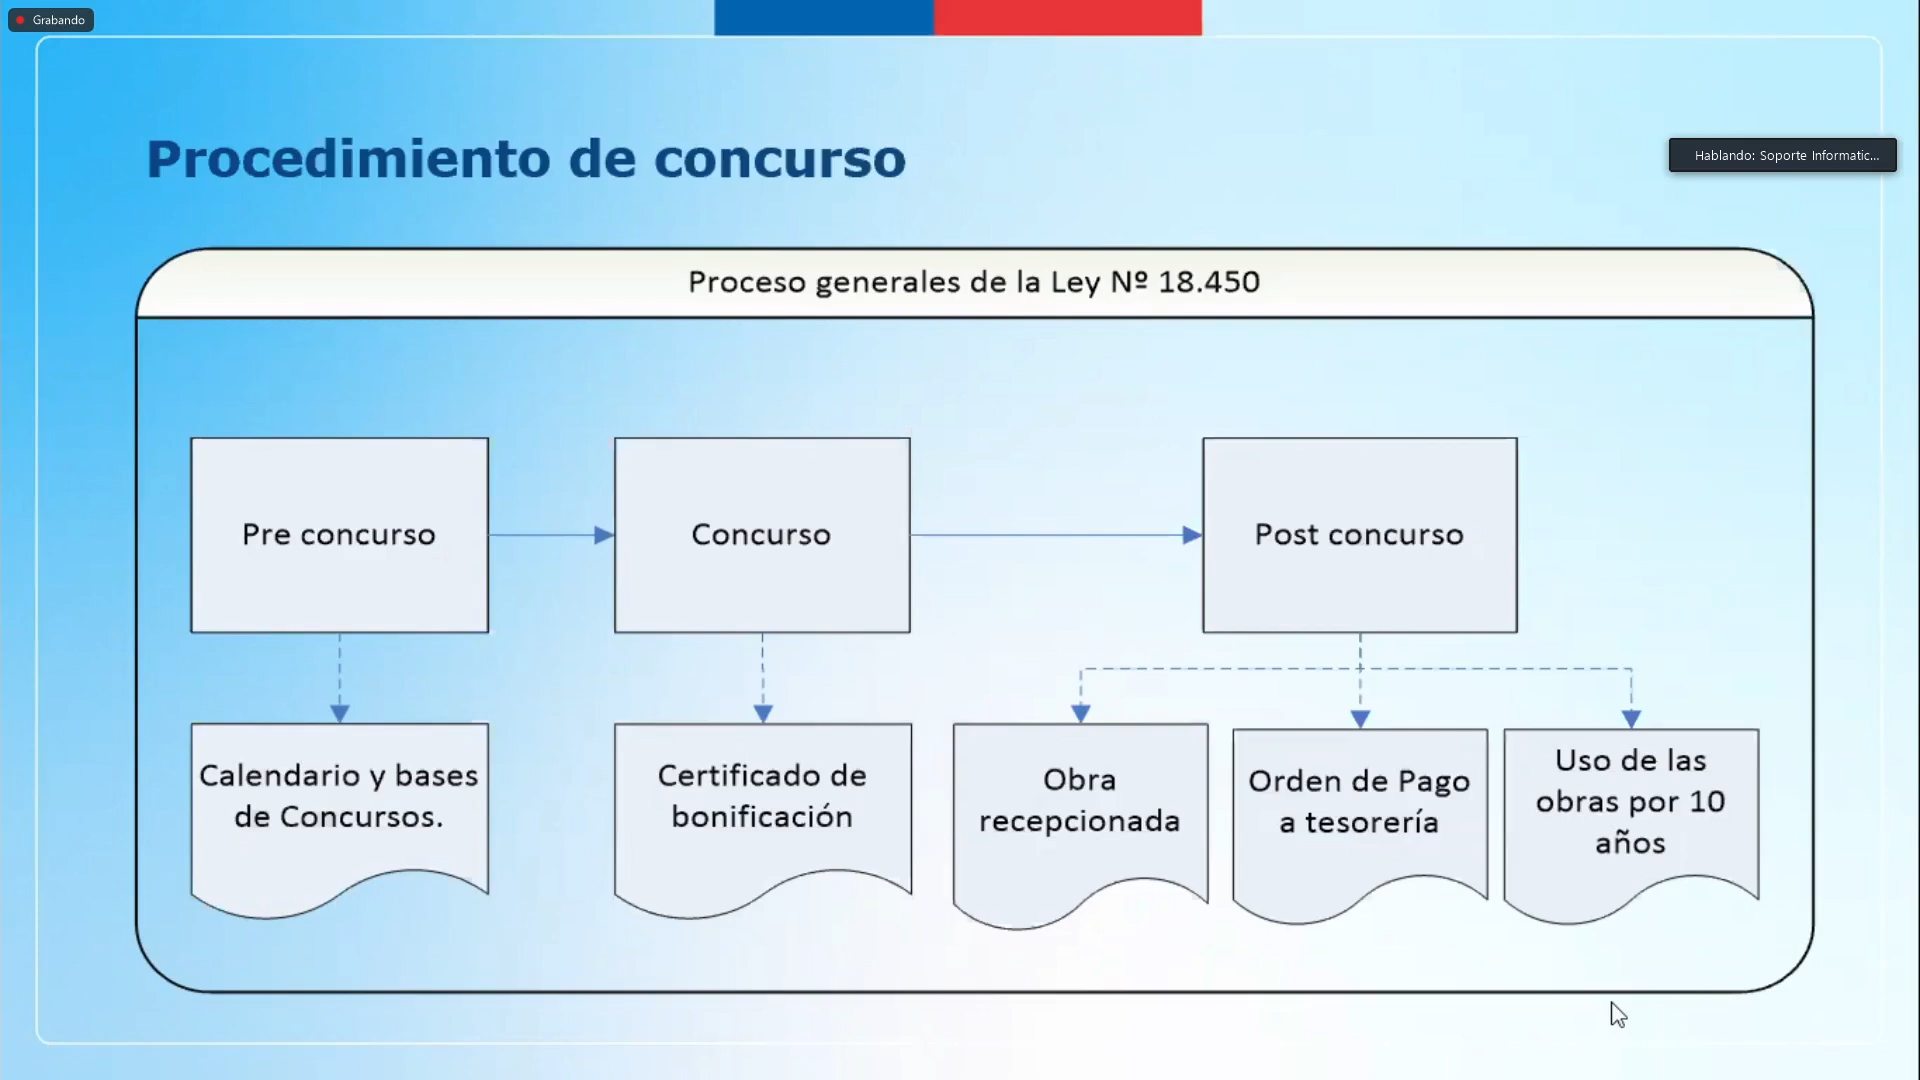 Grabando
Procedimiento de concurso
Hablando: Soporte Informatic...
Proceso generales de la Ley Nº 18.450
Pre concurso
Concurso
Post concurso
Calendario y bases
de Concursos.
Certificado de
bonificación
Obra
recepcionada
Orden de Pago
a tesorería
Uso de las
obras por 10
años